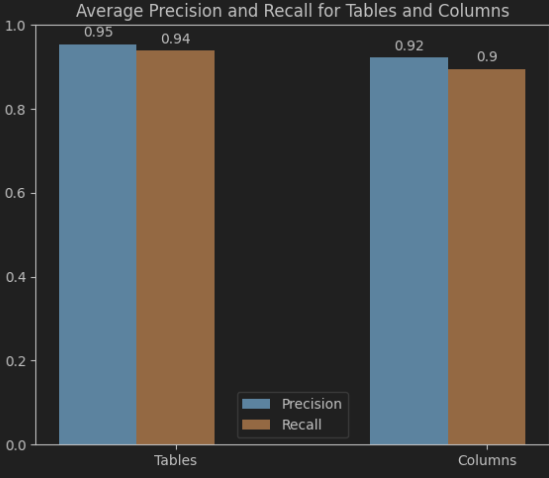 Average Precision and Recall for Tables and Columns
1.0
0.95
0.94
0.92
0.9
0.8
0.6
0.4
0.2
0.0
Precision
Recall
Tables
Columns